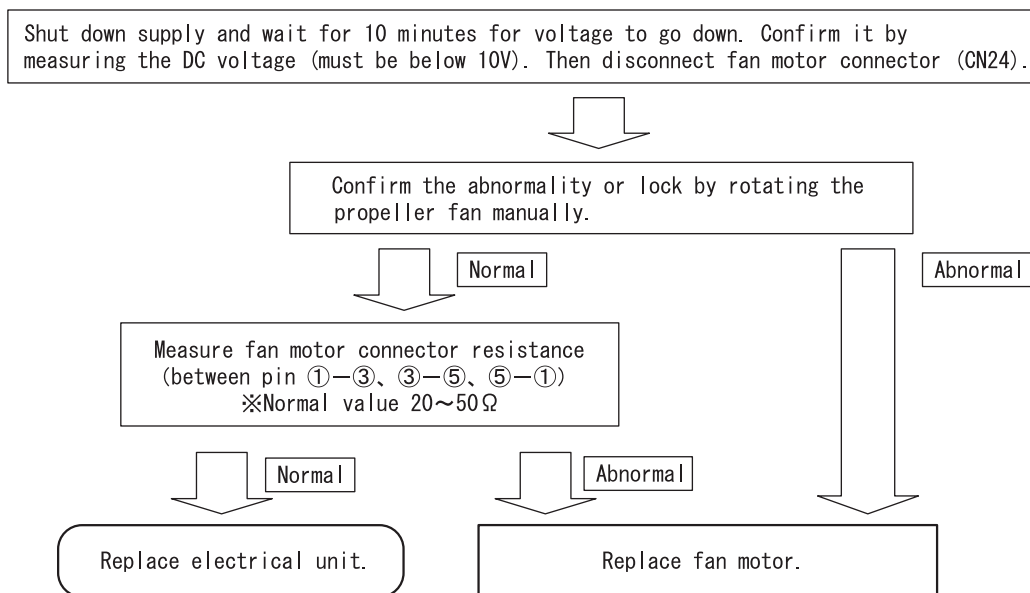 Shut down supply and wait for 10 minutes for voltage to go down. Confirm it by
measuring the DC voltage (must be below 10V). Then disconnect fan motor connector (CN24).
Confirm the abnormality or lock by rotating the
propeller fan manually.
Normal
Abnormal
Measure fan motor connector resistance
(between pin ①−③、③−⑤、⑤−①)
※Normal value 20～50Ω
Normal
Abnormal
Replace electrical unit.
Replace fan motor.